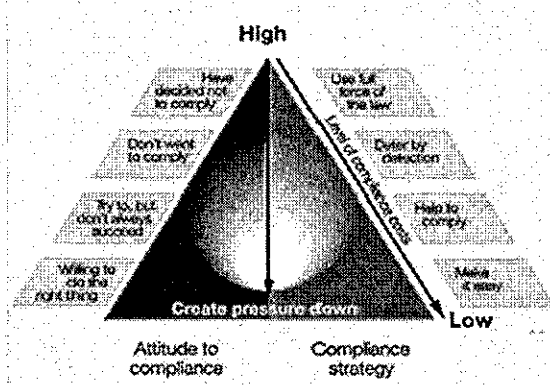 High
Have
decided not
to comply
Use full
force of
the law
Don't want
to comply
Deter by
detection
Level of compliance costs
Try to, but
don't always
succeed
Help to
comply
Willing to
do the
right thing
Make
it easy
Create pressure down
Low
Attitude to
compliance
Compliance
strategy